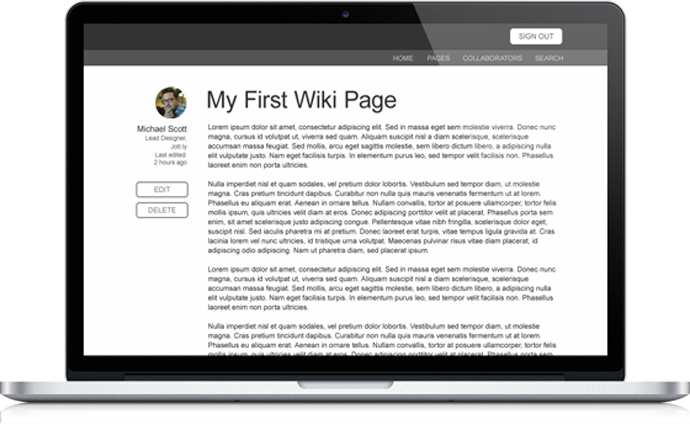 SIGN OUT
HOME PAGES COLLABORATORS SEARCH
My First Wiki Page
Michael Scott
Lead Designer,
Jot.ly
Last edited:
2 hours ago
EDIT
DELETE
Lorem ipsum dolor sit amet, consectetur adipiscing elit. Sed in massa eget sem molestie viverra. Donec nunc
magna, cursus id volutpat ut, viverra sed quam. Phasellus suscipit nisl a diam scelerisque, scelerisque
accumsan massa feugiat. Sed mollis, arcu eget sagittis molestie, sem libero dictum libero, a dictum nulla
elit vulputate justo. Nam eget facilisis turpis. In elementum purus leo, sed tempor velit facilisis non. Phasellus
laoreet enim non porta ultricies.
Nulla imperdiet nisl et quam sodales, vel pretium dolor lobortis. Vestibulum sed tempor diam, ut molestie
magna. Cras pretium tincidunt dapibus. Curabitur non nulla quis mauris venenatis fermentum ut at lorem.
Phasellus eu aliquam erat. Aenean in ornare tellus. Nullam convallis, tortor at posuere ullamcorper, tortor felis
mollis ipsum, quis ultricies velit diam at eros. Donec adipiscing porttitor velit at placerat. Phasellus porta sem
enim, sit amet scelerisque justo adipiscing congue. Pellentesque vitae nibh fringilla, scelerisque dolor eget,
suscipit nisl. Sed iaculis pharetra mi at pretium. Donec laoreet erat turpis, vitae tempus ligula gravida at. Cras
lacinia lorem vel nunc ultricies, id tristique urna volutpat. Maecenas pulvinar risus vitae diam placerat, id
adipiscing odio adipiscing. Nam ut pharetra diam, sed placerat ipsum.
Lorem ipsum dolor sit amet, consectetur adipiscing elit. Sed in massa eget sem molestie viverra. Donec nunc
magna, cursus id volutpat ut, viverra sed quam. Phasellus suscipit nisl a diam scelerisque, scelerisque
accumsan massa feugiat. Sed mollis, arcu eget sagittis molestie, sem libero dictum libero, a dictum nulla
elit vulputate justo. Nam eget facilisis turpis. In elementum purus leo, sed tempor velit facilisis non. Phasellus
laoreet enim non porta ultricies.
Nulla imperdiet nisl et quam sodales, vel pretium dolor lobortis. Vestibulum sed tempor diam, ut molestie
magna. Cras pretium tincidunt dapibus. Curabitur non nulla quis mauris venenatis fermentum ut at lorem.
Phasellus eu aliquam erat. Aenean in ornare tellus. Nullam convallis, tortor at posuere ullamcorper, tortor felis
mollis ipsum, quis ultricies velit diam at eros. Donec adipiscing porttitor velit at placerat. Phasellus porta sem